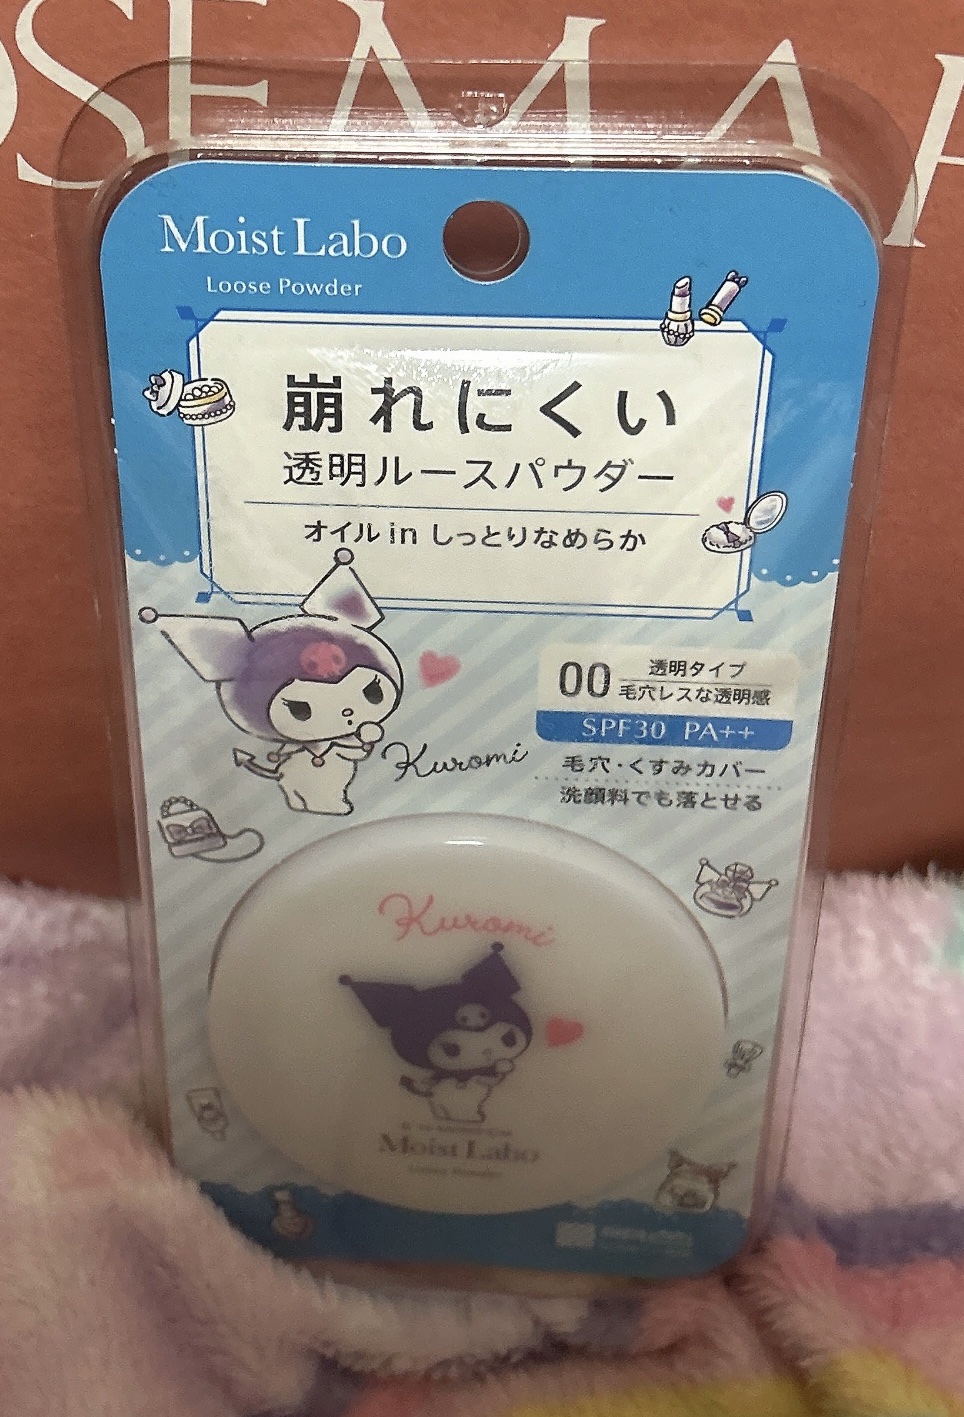 OSEMAR
Moist Labo
Loose Powder
崩れにくい
透明ルースパウダー
オイル in しっとりなめらか
00
透明タイプ
毛穴レスな透明感
SPF30 PA++
毛穴・くすみカバー
洗顔料でも落とせる
Kuromi
Kuromi
Moist Labo
Loose Powder